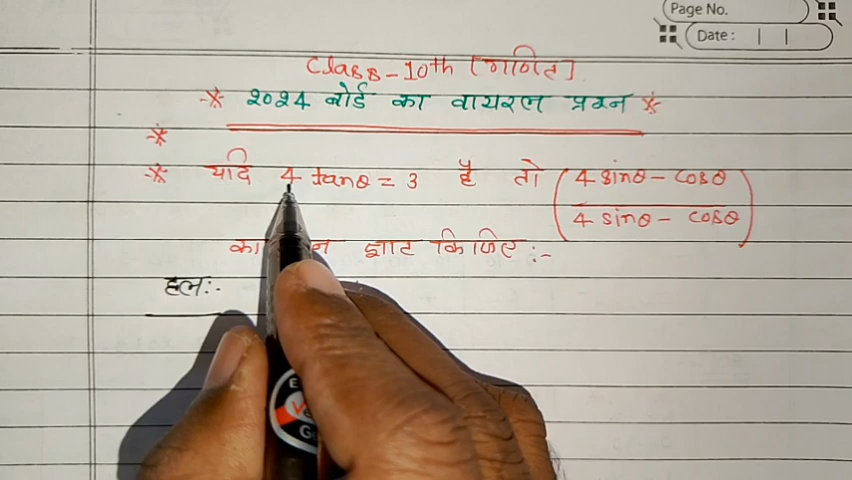 Page No.
Date :
Class-10th [गणित]
* 2024 बोर्ड का वायरल प्रश्न *
*
* यदि 4 tanθ = 3 है तो (4 sinθ - cosθ
4 sinθ - cosθ)
का न ज्ञात किजिए :-
हल:-